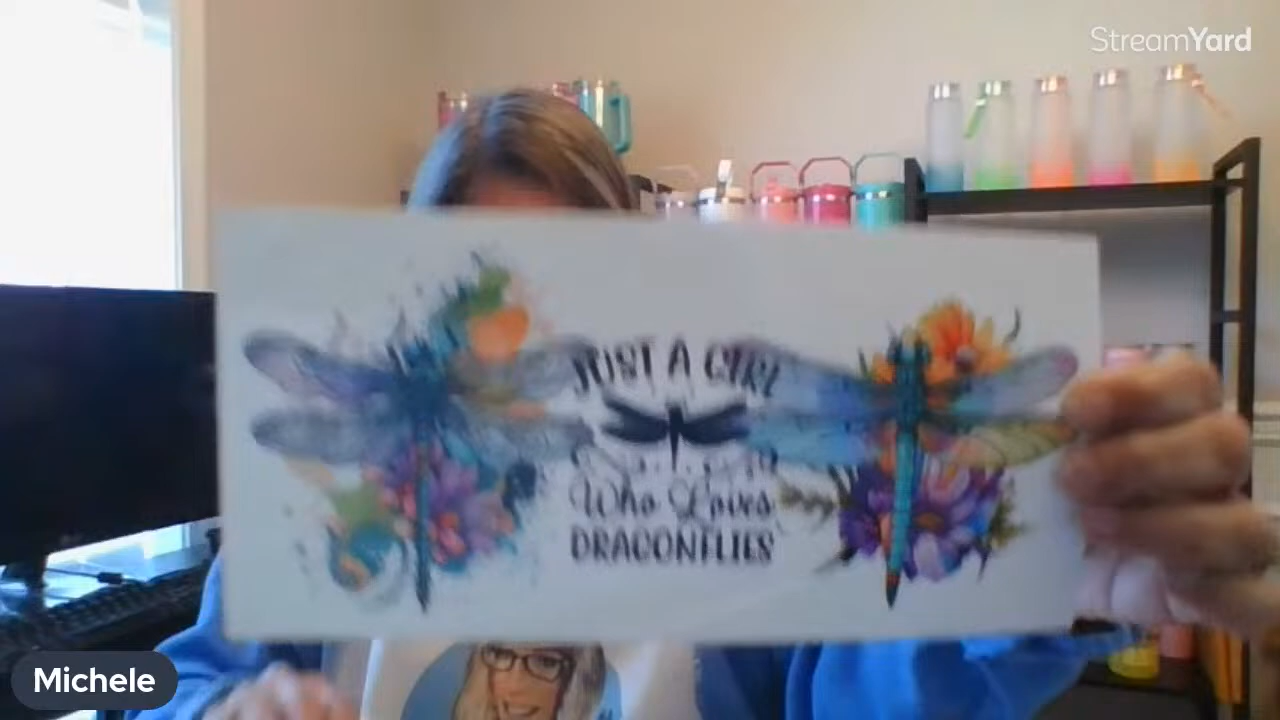 StreamYard
JUST A GIRL
Who Loves
DRAGONFLIES
Michele